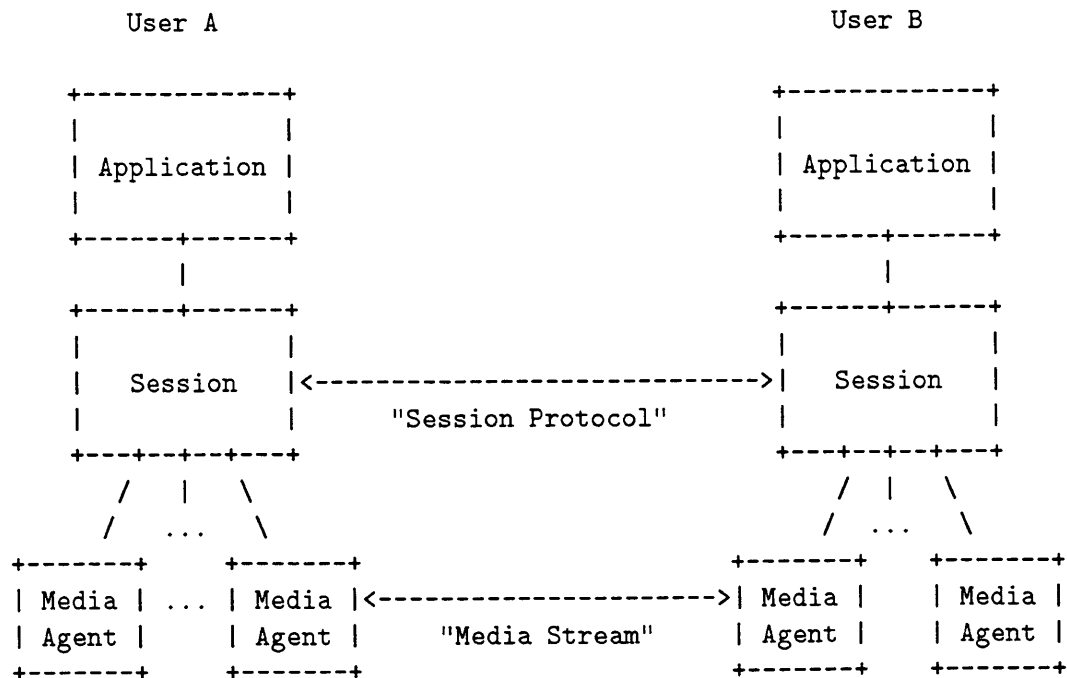 User A User B
+-------------+ +-------------+
| | | |
| Application | | Application |
| | | |
+------+------+ +------+------+
| |
+------+------+ +------+------+
| | | |
| Session |<---------------------------->| Session |
| | "Session Protocol" | |
+---+--+--+---+ +---+--+--+---+
/ | \ / | \
/ ... \ / ... \
+-------+ +-------+ +-------+ +-------+
| Media | ... | Media |<---------------------->| Media | | Media |
| Agent | | Agent | "Media Stream" | Agent | | Agent |
+-------+ +-------+ +-------+ +-------+